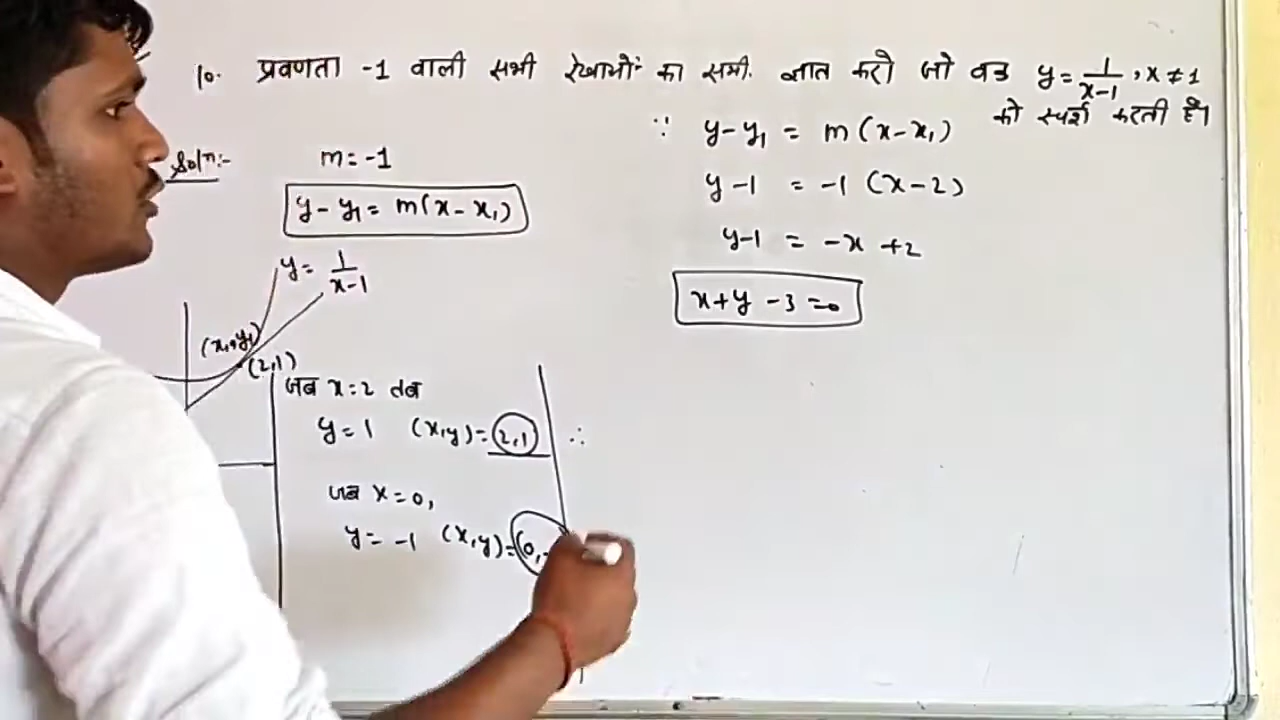 10. प्रवणता -1 वाली सभी रेखाओं का समी. ज्ञात करो जो वक्र y = 1/(x-1), x ≠ 1
को स्पर्श करती है।
Solⁿ:-
m = -1
y - y₁ = m(x - x₁)
y = 1/(x-1)
(x₁, y₁)
(2,1)
जब x = 2 तब
y = 1 (x,y) = (2,1)
जब x = 0,
y = -1 (x,y) = (0,-
∴
∵ y - y₁ = m(x - x₁)
y - 1 = -1 (x - 2)
y - 1 = -x + 2
x + y - 3 = 0